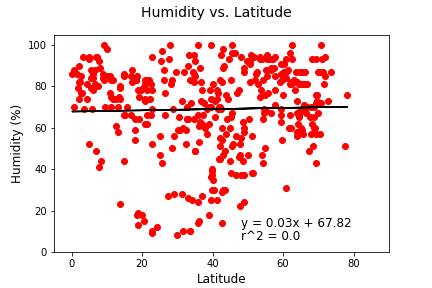 Humidity vs. Latitude
Humidity (%)
100
80
60
40
20
0
y = 0.03x + 67.82
r^2 = 0.0
0 20 40 60 80
Latitude